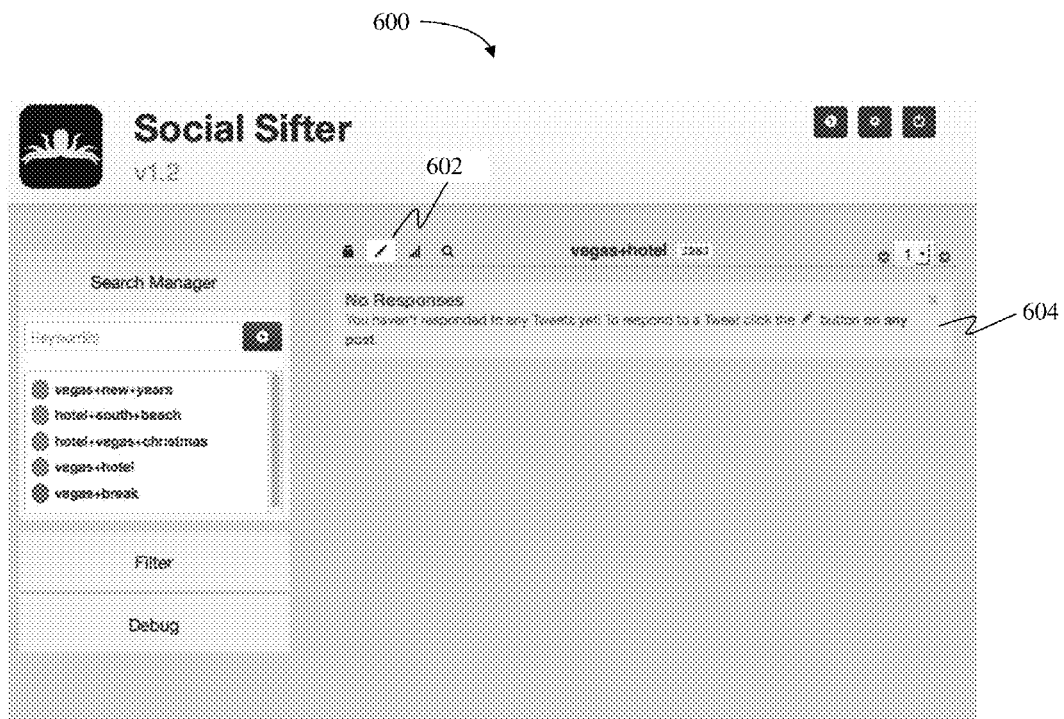 600
Social Sifter
v1.2
602
vegas+hotel
1
Search Manager
No Responses
You haven't responded to any Tweets yet. To respond to a Tweet click the button on any
post.
604
Keywords
vegas+new+years
hotel+south+beach
hotel+vegas+christmas
vegas+hotel
vegas+break
Filter
Debug